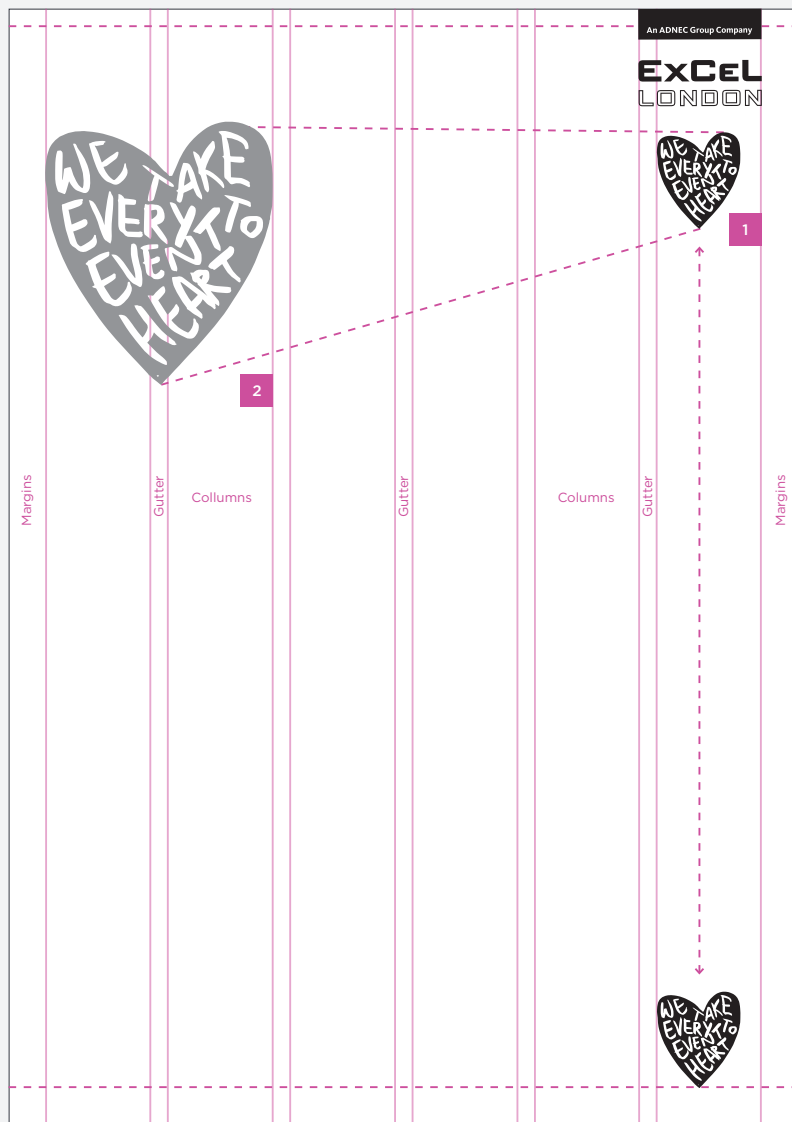 An ADNEC Group Company
ExCeL
LONDON
WE TAKE
EVERY TO
EVENT
HEART
WE TAKE
EVERY TO
EVENT
HEART
1
2
Margins
Gutter
Collumns
Gutter
Columns
Gutter
Margins
WE TAKE
EVERY TO
EVENT
HEART